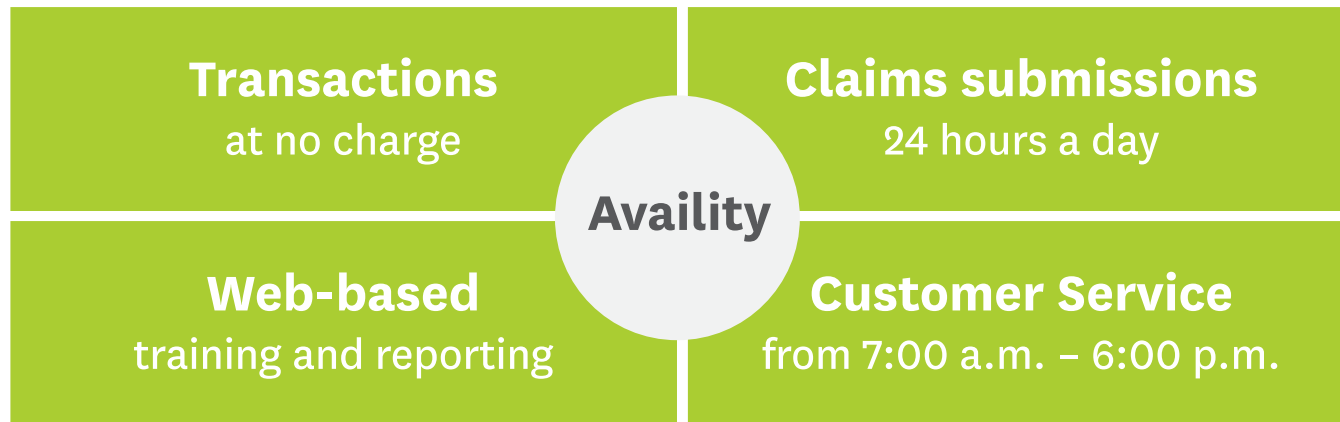 Transactions
at no charge
Claims submissions
24 hours a day
Availity
Web-based
training and reporting
Customer Service
from 7:00 a.m. – 6:00 p.m.